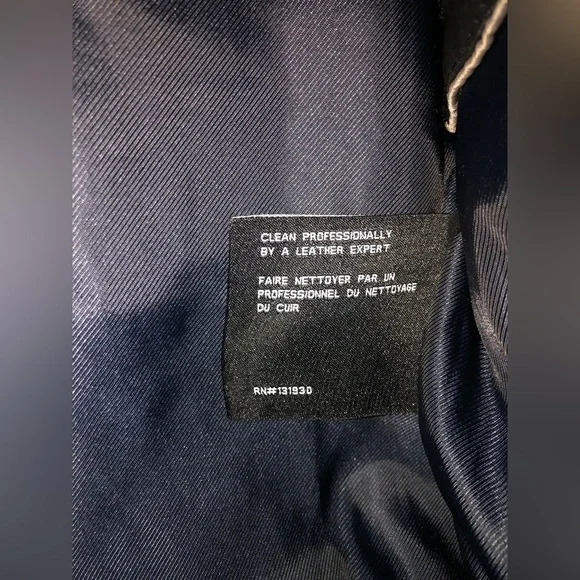 CLEAN PROFESSIONALLY
BY A LEATHER EXPERT
FAIRE NETTOYER PAR UN
PROFESSIONNEL DU NETTOYAGE
DU CUIR
RN#131930